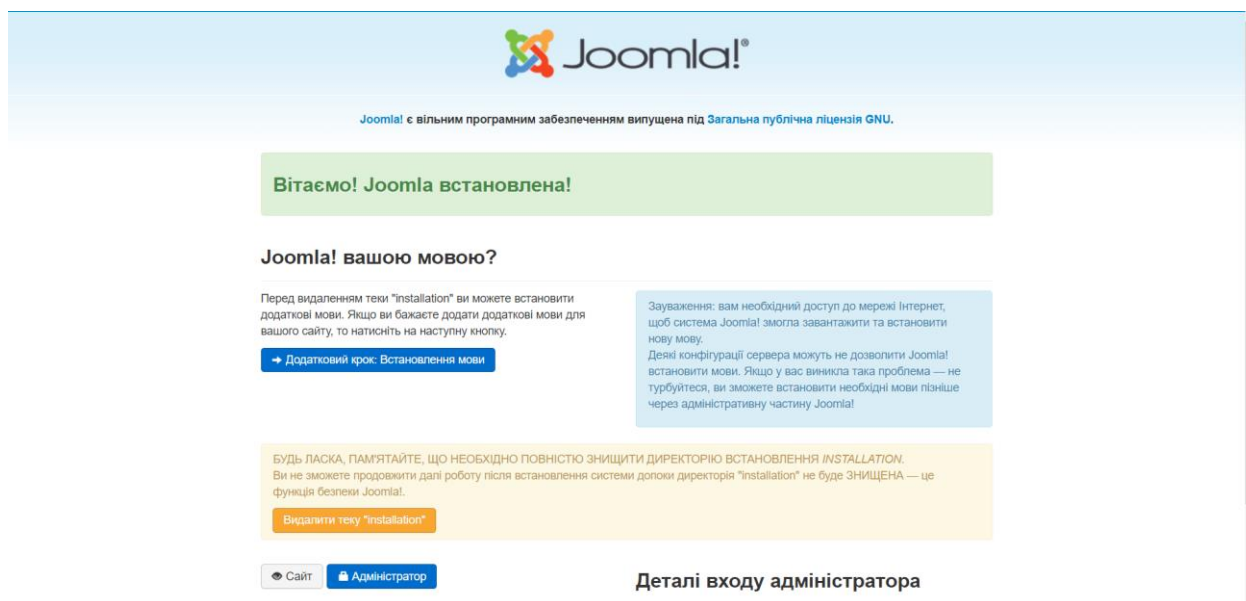 Joomla!®
Joomla! є вільним програмним забезпеченням випущена під Загальна публічна ліцензія GNU.
Вітаємо! Joomla встановлена!
Joomla! вашою мовою?
Перед видаленням теки "installation" ви можете встановити
додаткові мови. Якщо ви бажаєте додати додаткові мови для
вашого сайту, то натисніть на наступну кнопку.
Додатковий крок: Встановлення мови
Зауваження: вам необхідний доступ до мережі Інтернет,
щоб система Joomla! змогла завантажити та встановити
нову мову.
Деякі конфігурації сервера можуть не дозволити Joomla!
встановити мови. Якщо у вас виникла така проблема — не
турбуйтеся, ви зможете встановити необхідні мови пізніше
через адміністративну частину Joomla!
БУДЬ ЛАСКА, ПАМ'ЯТАЙТЕ, ЩО НЕОБХІДНО ПОВНІСТЮ ЗНИЩИТИ ДИРЕКТОРІЮ ВСТАНОВЛЕННЯ INSTALLATION.
Ви не зможете продовжити далі роботу після встановлення системи допоки директорія "installation" не буде ЗНИЩЕНА — це
функція безпеки Joomla!.
Видалити теку "installation"
Сайт
Адміністратор
Деталі входу адміністратора